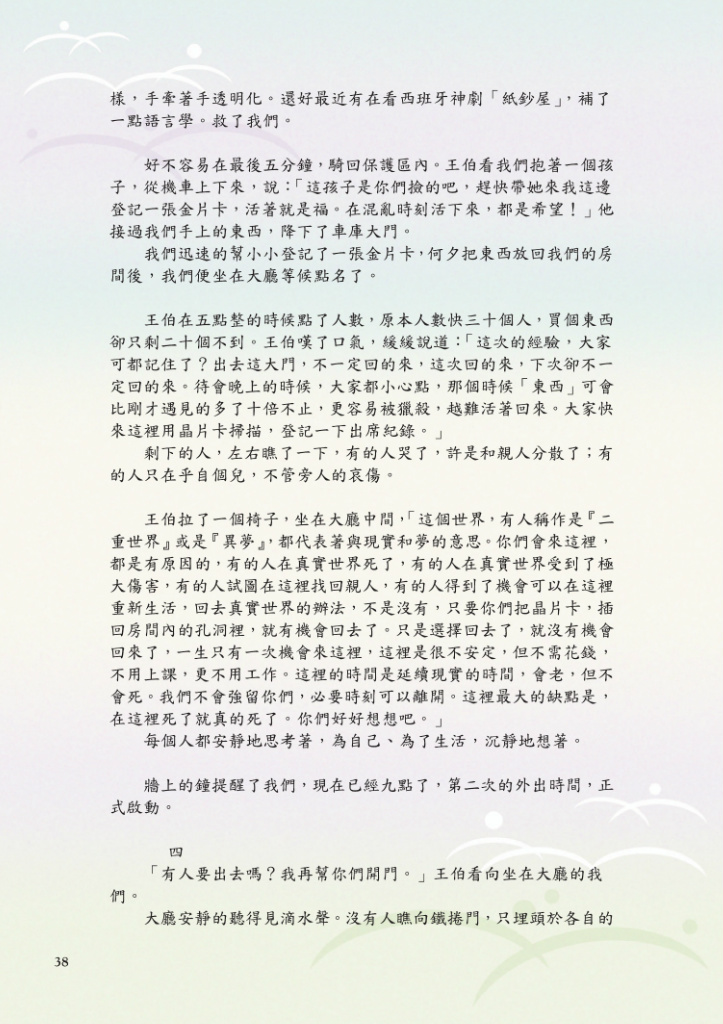 樣，手牽著手透明化。還好最近有在看西班牙神劇「紙鈔屋」，補了
一點語言學。救了我們。
好不容易在最後五分鐘，騎回保護區內。王伯看我們抱著一個孩
子，從機車上下來，說：「這孩子是你們撿的吧，趕快帶她來我這邊
登記一張金片卡，活著就是福。在混亂時刻活下來，都是希望！」他
接過我們手上的東西，降下了車庫大門。
我們迅速的幫小小登記了一張金片卡，何夕把東西放回我們的房
間後，我們便坐在大廳等候點名了。
王伯在五點整的時候點了人數，原本人數快三十個人，買個東西
卻只剩二十個不到。王伯嘆了口氣，緩緩說道：「這次的經驗，大家
可都記住了？出去這大門，不一定回的來，這次回的來，下次卻不一
定回的來。待會晚上的時候，大家都小心點，那個時候「東西」可會
比剛才遇見的多了十倍不止，更容易被獵殺，越難活著回來。大家快
來這裡用晶片卡掃描，登記一下出席紀錄。」
剩下的人，左右瞧了一下，有的人哭了，許是和親人分散了；有
的人只在乎自個兒，不管旁人的哀傷。
王伯拉了一個椅子，坐在大廳中間，「這個世界，有人稱作是『二
重世界』或是『異夢』，都代表著與現實和夢的意思。你們會來這裡，
都是有原因的，有的人在真實世界死了，有的人在真實世界受到了極
大傷害，有的人試圖在這裡找回親人，有的人得到了機會可以在這裡
重新生活，回去真實世界的辦法，不是沒有，只要你們把晶片卡，插
回房間內的孔洞裡，就有機會回去了。只是選擇回去了，就沒有機會
回來了，一生只有一次機會來這裡，這裡是很不安定，但不需花錢，
不用上課，更不用工作。這裡的時間是延續現實的時間，會老，但不
會死。我們不會強留你們，必要時刻可以離開。這裡最大的缺點是，
在這裡死了就真的死了。你們好好想想吧。」
每個人都安靜地思考著，為自己、為了生活，沉靜地想著。
牆上的鐘提醒了我們，現在已經九點了，第二次的外出時間，正
式啟動。
四
「有人要出去嗎？我再幫你們開門。」王伯看向坐在大廳的我
們。
大廳安靜的聽得見滴水聲。沒有人瞧向鐵捲門，只埋頭於各自的
38